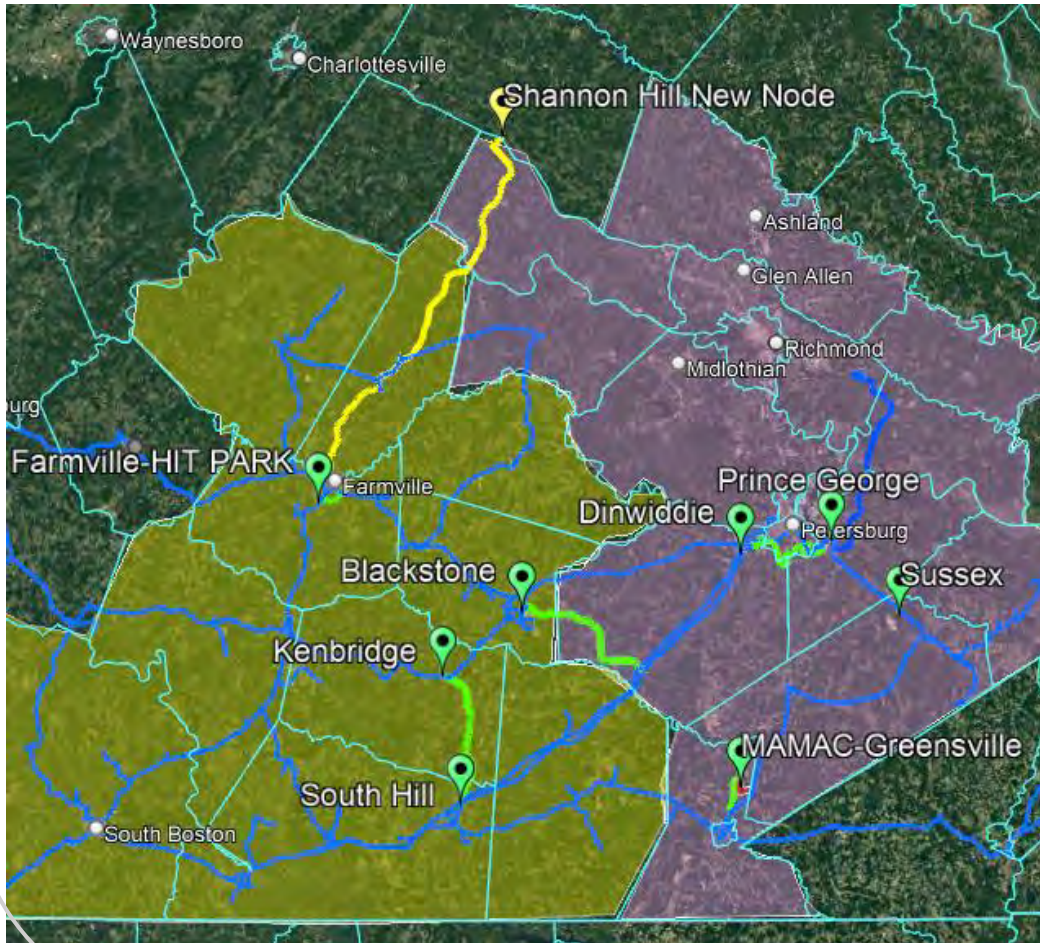 Waynesboro
Charlottesville
Shannon Hill New Node
Ashland
Glen Allen
Richmond
Midlothian
burg
Farmville-HIT PARK
Farmville
Prince George
Dinwiddie
Petersburg
Blackstone
Sussex
Kenbridge
MAMAC-Greensville
South Hill
South Boston